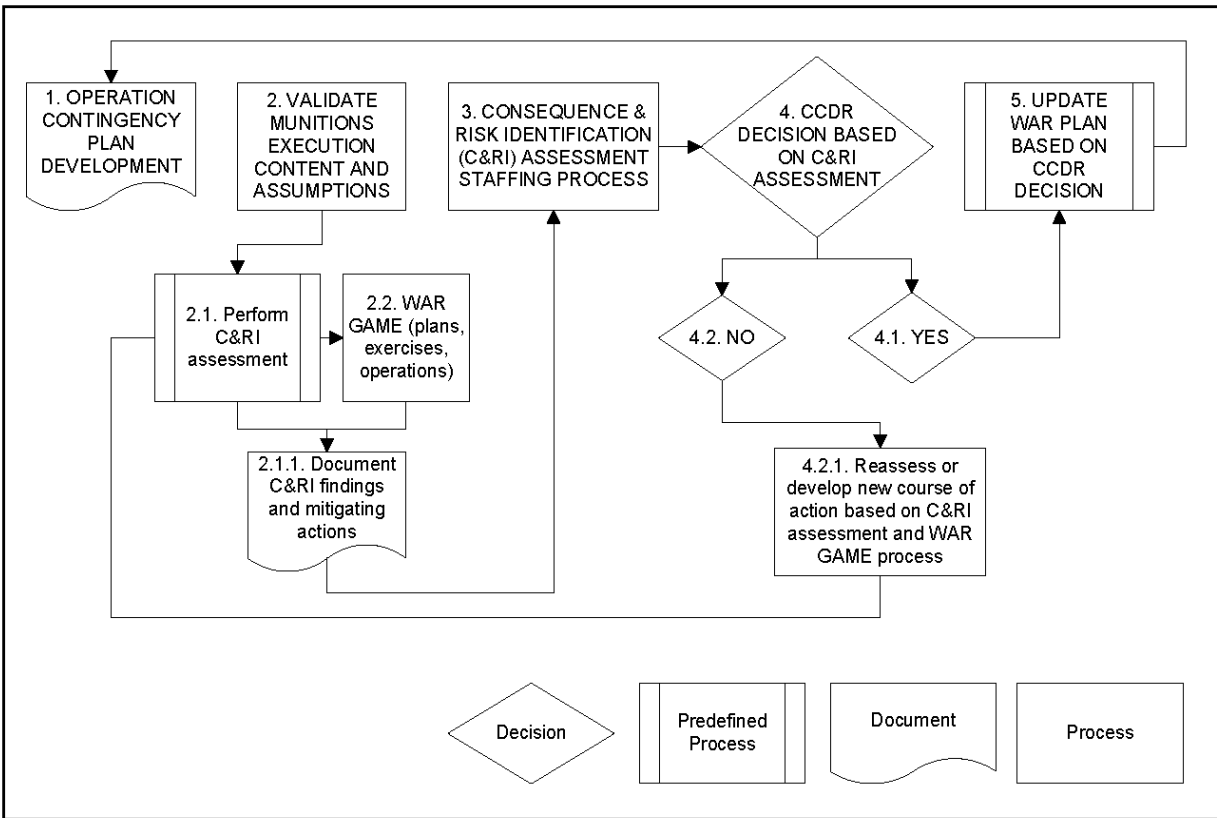 1. OPERATION
CONTINGENCY
PLAN
DEVELOPMENT
2. VALIDATE
MUNITIONS
EXECUTION
CONTENT AND
ASSUMPTIONS
3. CONSEQUENCE &
RISK IDENTIFICATION
(C&RI) ASSESSMENT
STAFFING PROCESS
4. CCDR
DECISION BASED
ON C&RI
ASSESSMENT
5. UPDATE
WAR PLAN
BASED ON
CCDR
DECISION
2.1. Perform
C&RI
assessment
2.2. WAR
GAME (plans,
exercises,
operations)
4.2. NO
4.1. YES
2.1.1. Document
C&RI findings
and mitigating
actions
4.2.1. Reassess or
develop new course of
action based on C&RI
assessment and WAR
GAME process
Decision
Predefined
Process
Document
Process